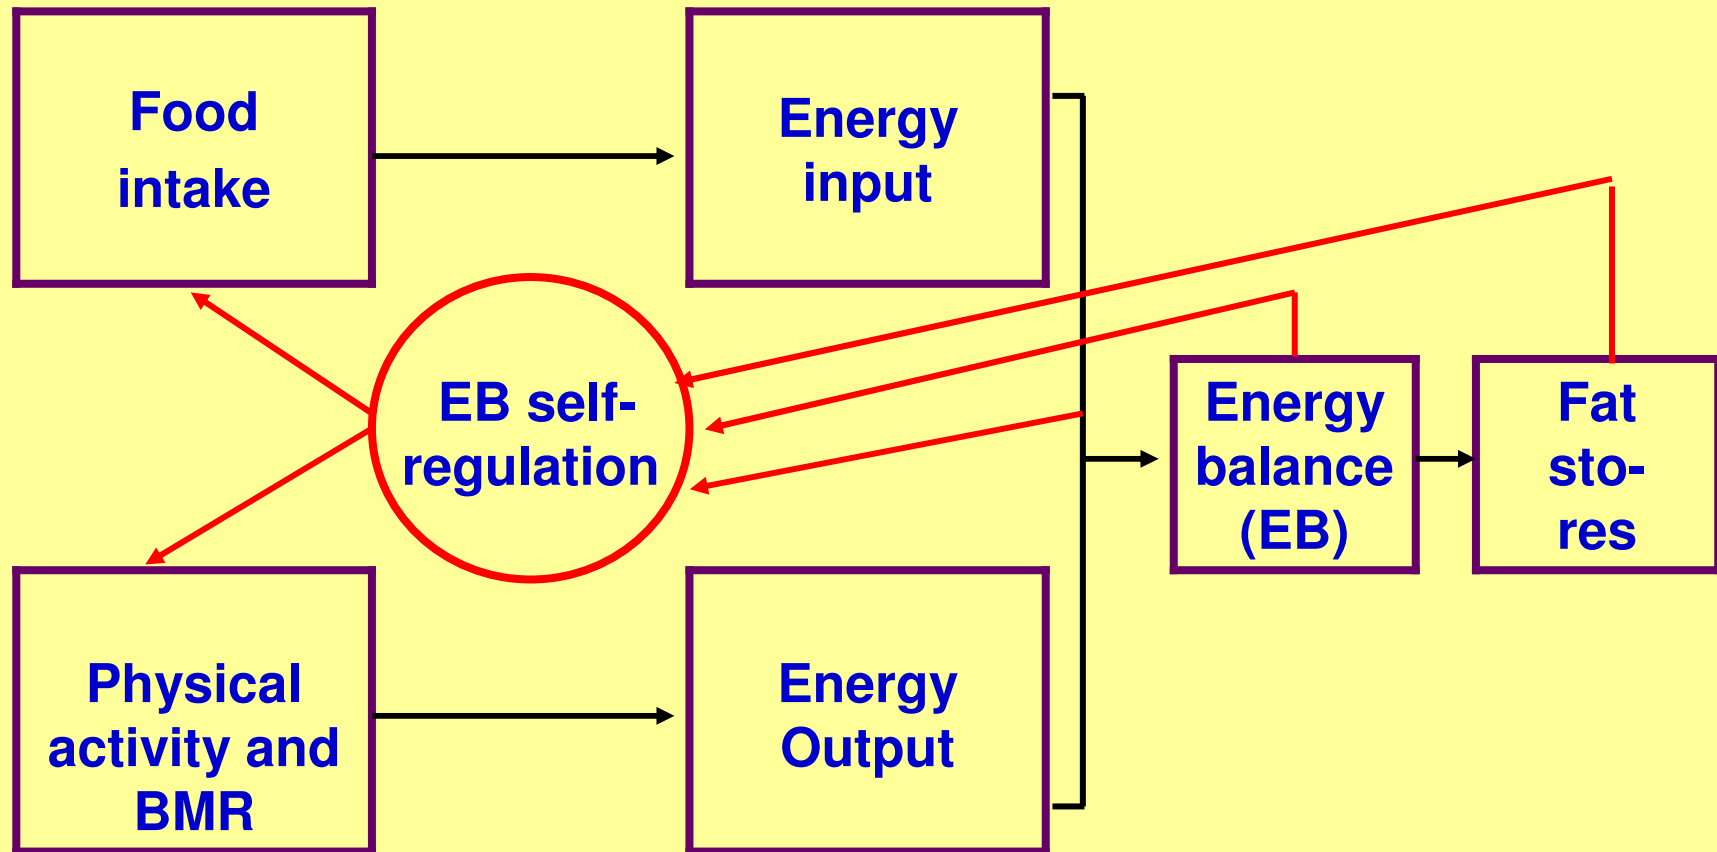 Food
intake
Energy
input
EB self-
regulation
Energy
balance
(EB)
Fat
sto-
res
Physical
activity and
BMR
Energy
Output